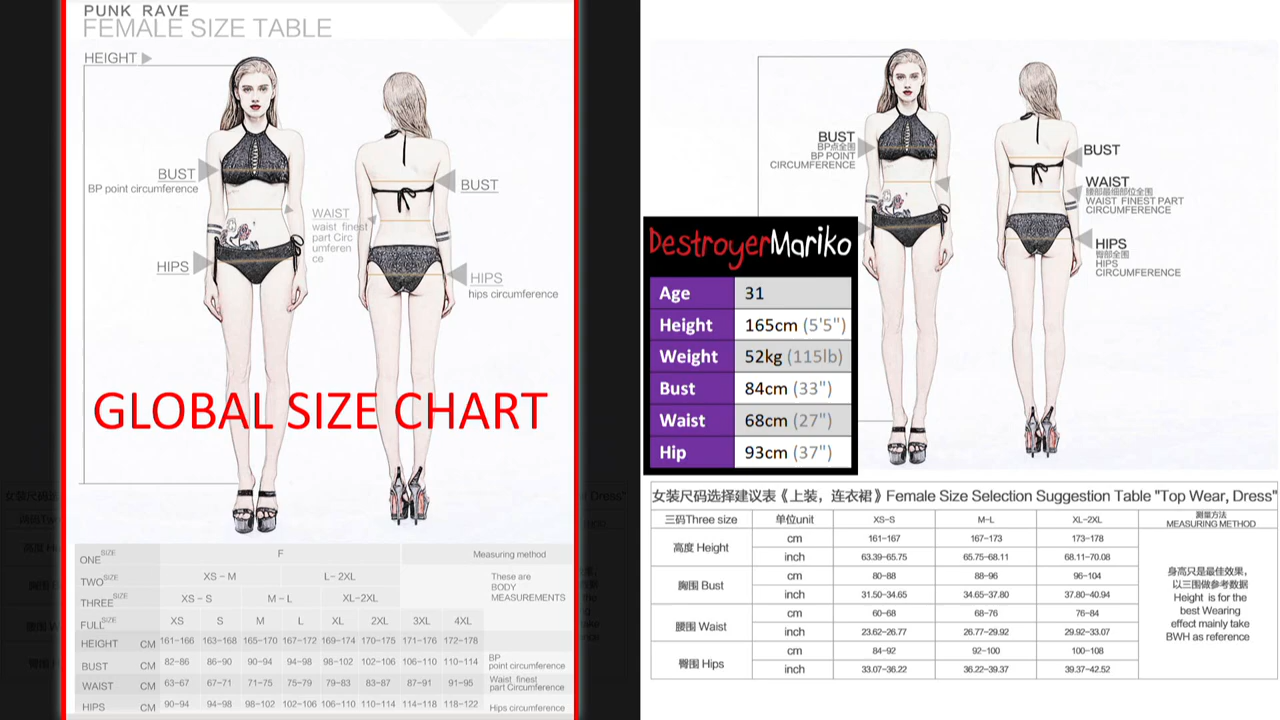 PUNK RAVE
FEMALE SIZE TABLE
HEIGHT
BUST
BP point circumference
BUST
WAIST
waist finest
part Circ
umferen
ce
HIPS
HIPS
hips circumference
GLOBAL SIZE CHART
ONE SIZE F Measuring method
TWO SIZE XS-M L-2XL These are
BODY
MEASUREMENTS
THREE SIZE XS-S M-L XL-2XL
FULL SIZE XS S M L XL 2XL 3XL 4XL
HEIGHT CM 161-166 163-168 165-170 167-172 169-174 170-175 171-176 172-178
BUST CM 82-86 86-90 90-94 94-98 98-102 102-106 106-110 110-114 BP
point circumference
WAIST CM 63-67 67-71 71-75 75-79 79-83 83-87 87-91 91-95 Waist finest
part Circumference
HIPS CM 90-94 94-98 98-102 102-106 106-110 110-114 114-118 118-122 Hips circumference
BUST
BP点全围
BP POINT
CIRCUMFERENCE
BUST
WAIST
腰部最细部位全围
WAIST FINEST PART
CIRCUMFERENCE
HIPS
臀部全围
HIPS
CIRCUMFERENCE
DestroyerMariko
Age 31
Height 165cm (5'5")
Weight 52kg (115lb)
Bust 84cm (33")
Waist 68cm (27")
Hip 93cm (37")
女装尺码选择建议表《上装，连衣裙》Female Size Selection Suggestion Table "Top Wear, Dress"
三码Three size 单位unit XS-S M-L XL-2XL 测量方法
MEASURING METHOD
高度 Height cm 161-167 167-173 173-178
inch 63.39-65.75 65.75-68.11 68.11-70.08
胸围 Bust cm 80-88 88-96 96-104
inch 31.50-34.65 34.65-37.80 37.80-40.94
腰围 Waist cm 60-68 68-76 76-84
inch 23.62-26.77 26.77-29.92 29.92-33.07
臀围 Hips cm 84-92 92-100 100-108
inch 33.07-36.22 36.22-39.37 39.37-42.52
身高只是最佳效果，
以三围做参考数据
Height is for the
best Wearing
effect mainly take
BWH as reference